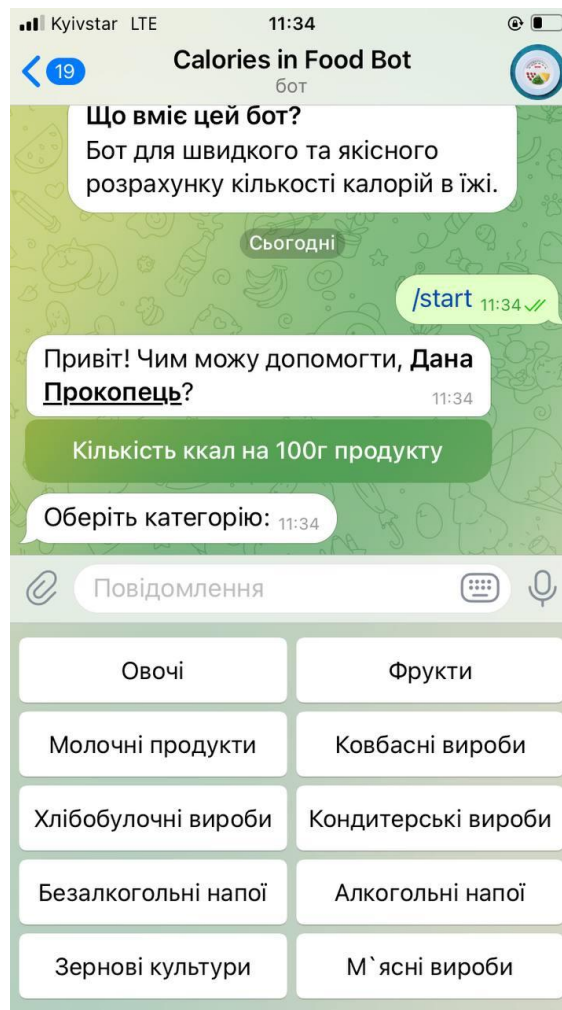 Kyivstar LTE 11:34
19
Calories in Food Bot
бот
Що вміє цей бот?
Бот для швидкого та якісного
розрахунку кількості калорій в їжі.
Сьогодні
/start 11:34
Привіт! Чим можу допомогти, Дана
Прокопець? 11:34
Кількість ккал на 100г продукту
Оберіть категорію: 11:34
Повідомлення
Овочі Фрукти
Молочні продукти Ковбасні вироби
Хлібобулочні вироби Кондитерські вироби
Безалкогольні напої Алкогольні напої
Зернові культури М`ясні вироби